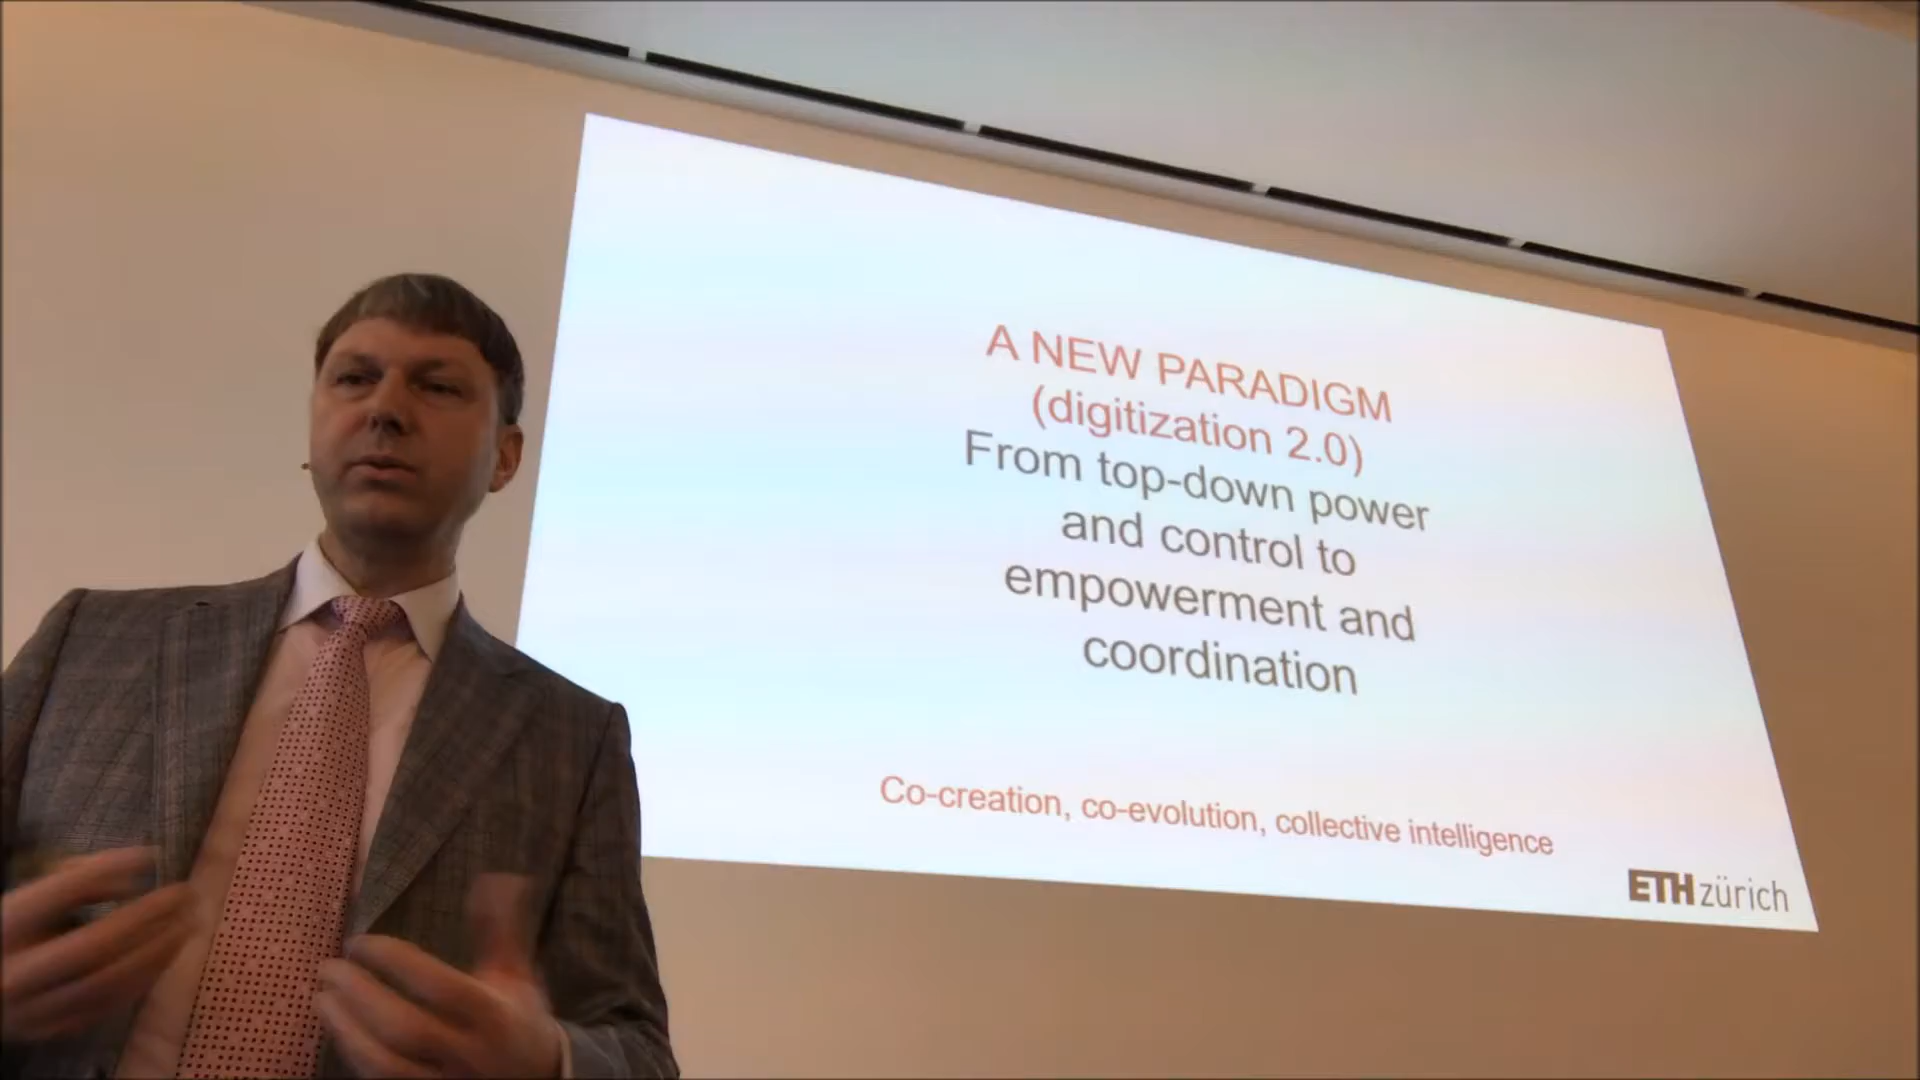 A NEW PARADIGM
(digitization 2.0)
From top-down power
and control to
empowerment and
coordination
Co-creation, co-evolution, collective intelligence
ETH zürich